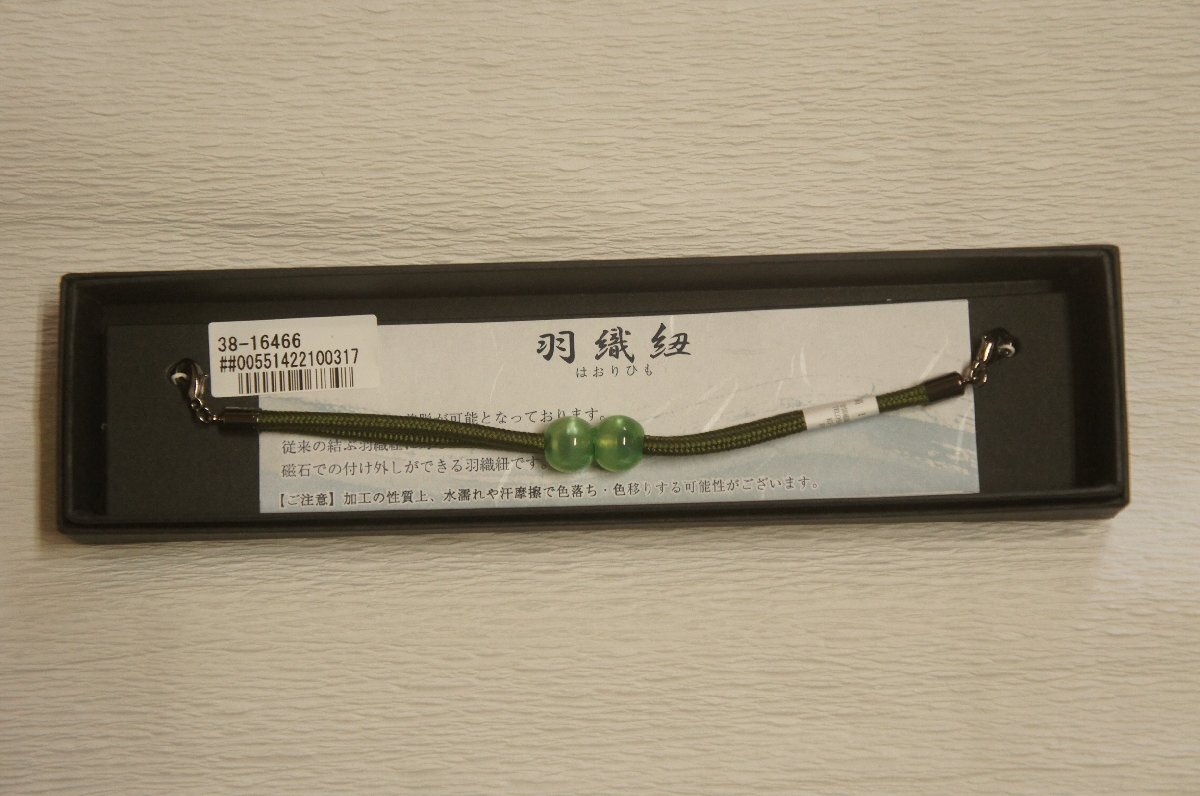 38-16466
##00551422100317
羽織紐
はおりひも
が可能となっております。
従来の結ぶ羽織紐
磁石での付け外しができる羽織紐です
【ご注意】加工の性質上、水濡れや汗摩擦で色落ち・色移りする可能性がございます。